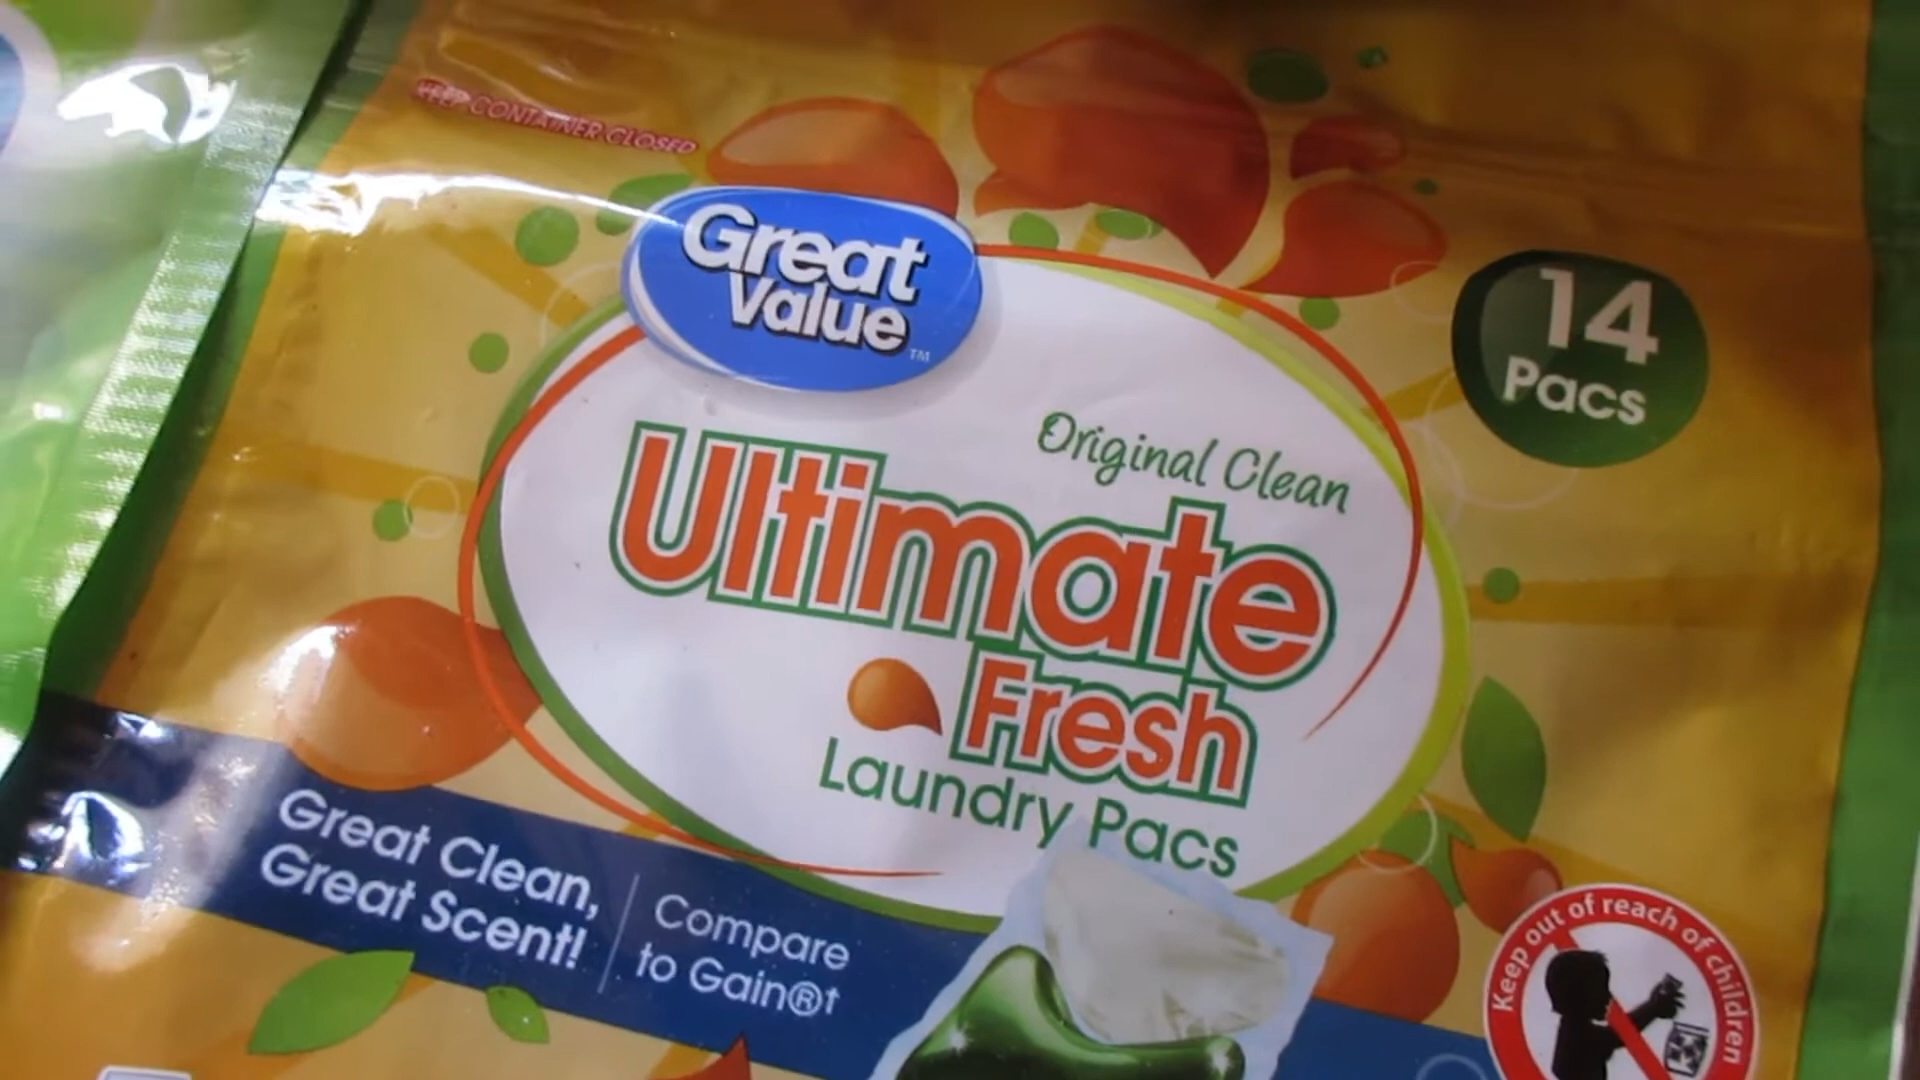 KEEP CONTAINER CLOSED
Great
Value™
14
Pacs
Original Clean
Ultimate
Fresh
Laundry Pacs
Great Clean,
Great Scent!
Compare
to Gain®†
Keep out of reach of children